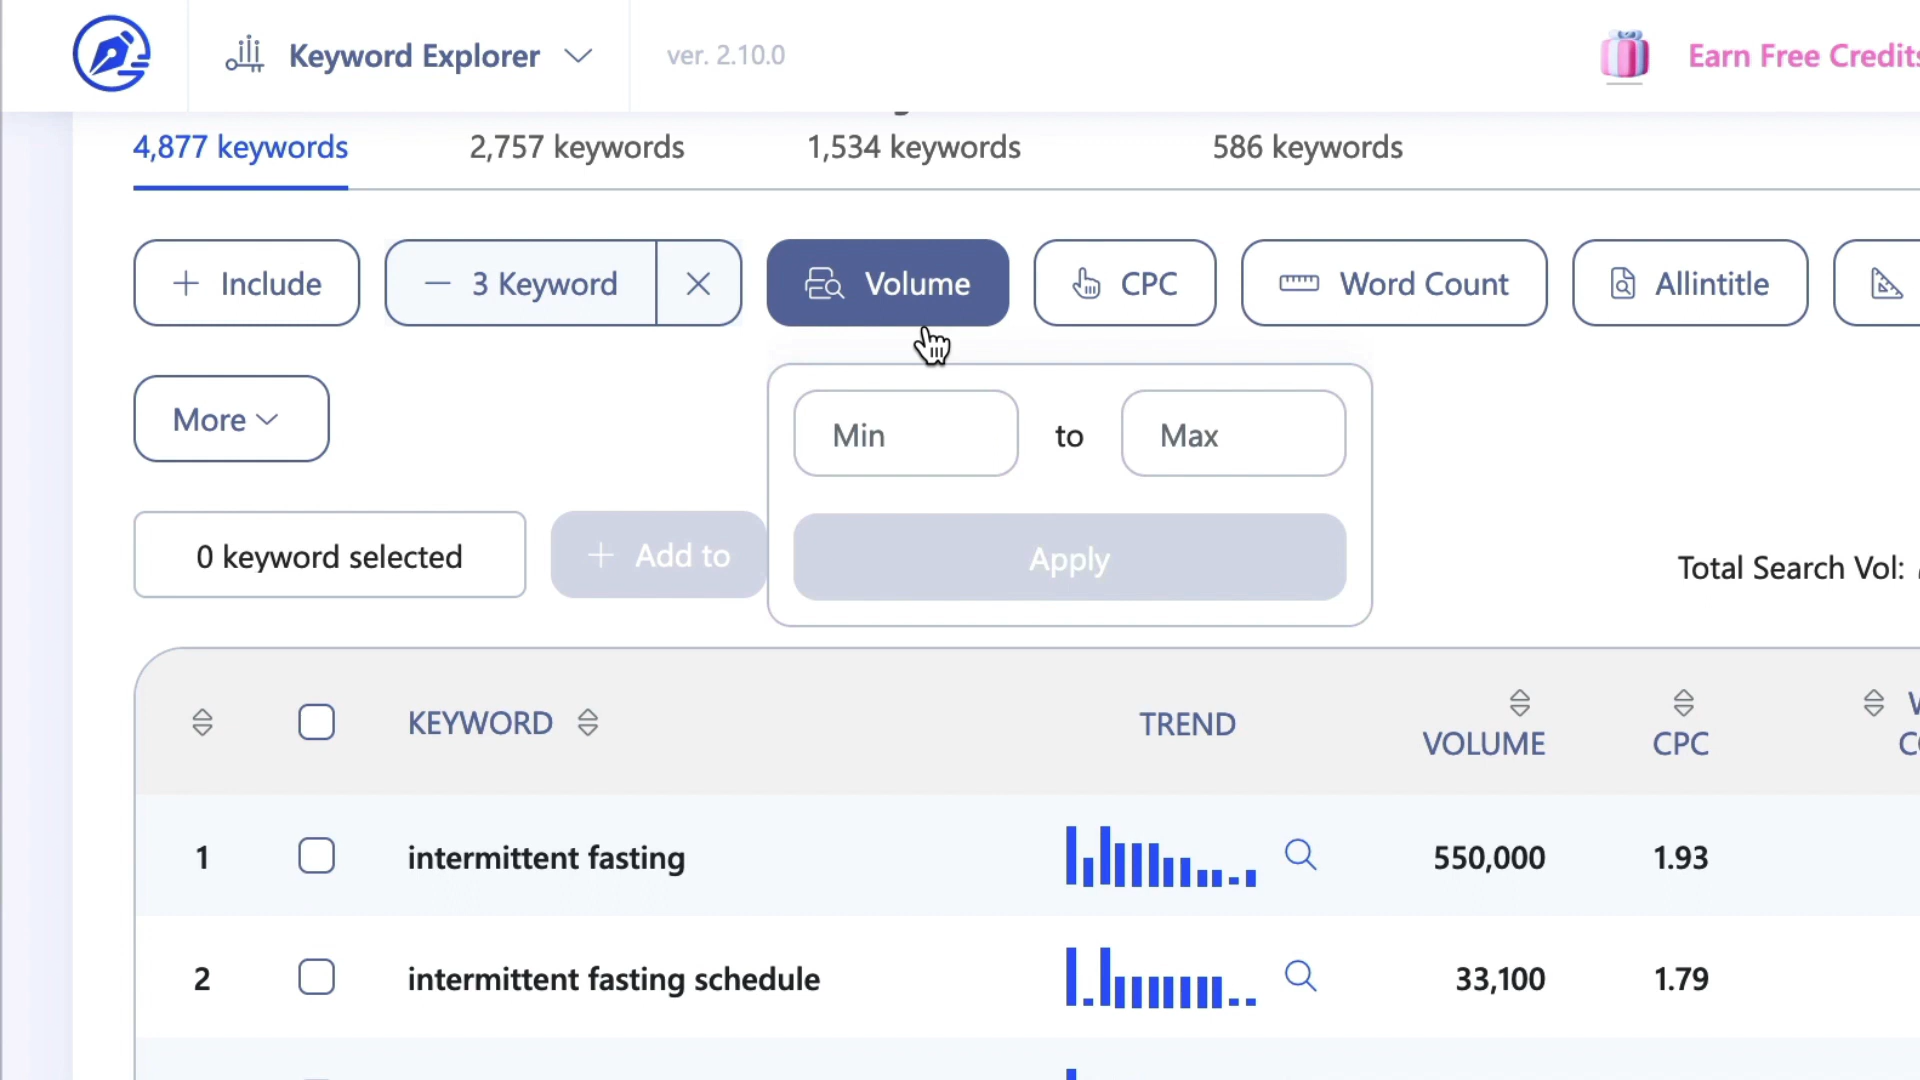 Keyword Explorer
ver. 2.10.0
Earn Free Credits
4,877 keywords
2,757 keywords
1,534 keywords
586 keywords
Include
3 Keyword
Volume
CPC
Word Count
Allintitle
More
Min
to
Max
0 keyword selected
Add to
Apply
Total Search Vol:
KEYWORD
TREND
VOLUME
CPC
1
intermittent fasting
550,000
1.93
2
intermittent fasting schedule
33,100
1.79